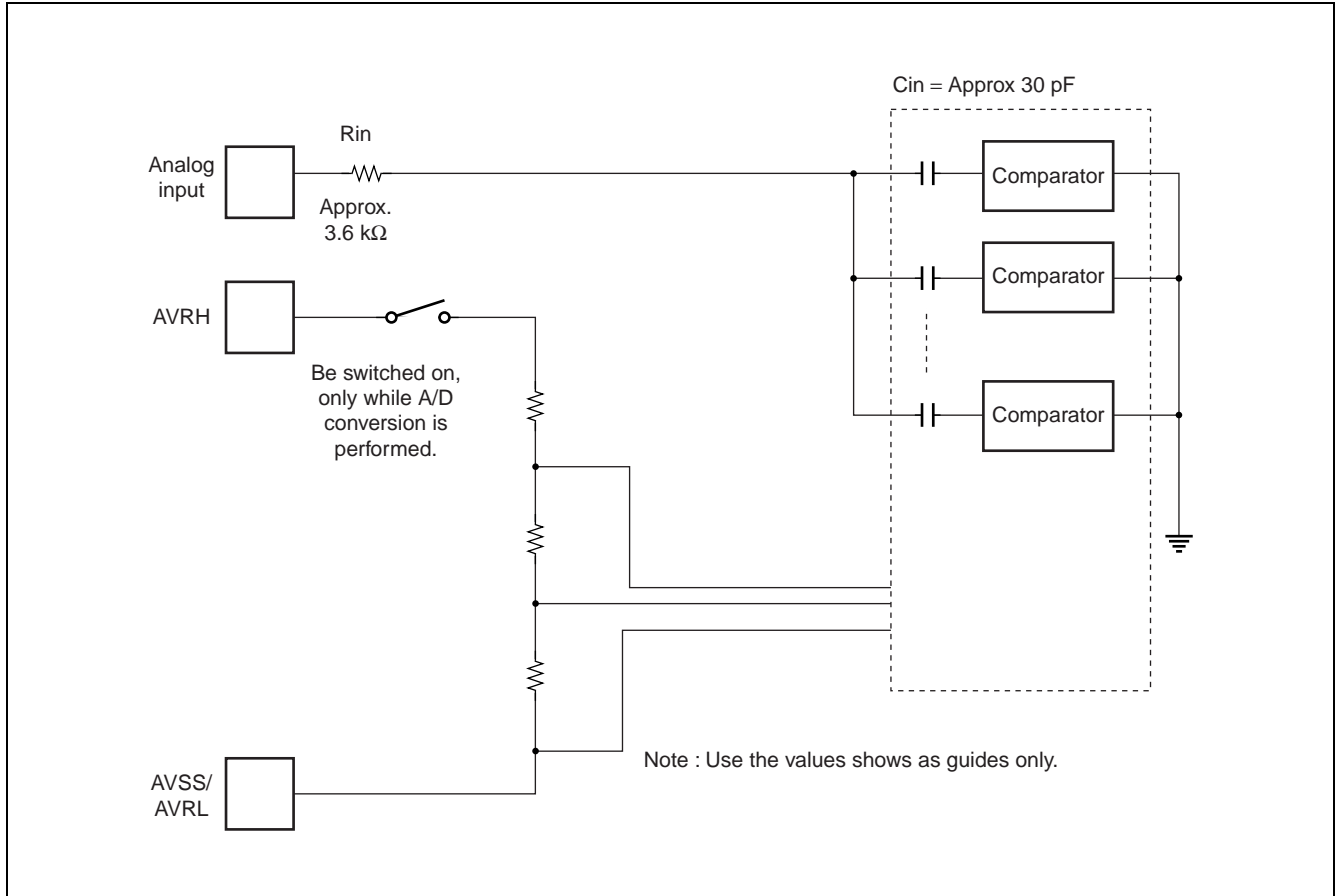 Cin = Approx 30 pF
Rin
Analog
input
Approx.
3.6 kΩ
Comparator
Comparator
Comparator
AVRH
Be switched on,
only while A/D
conversion is
performed.
Note : Use the values shows as guides only.
AVSS/
AVRL